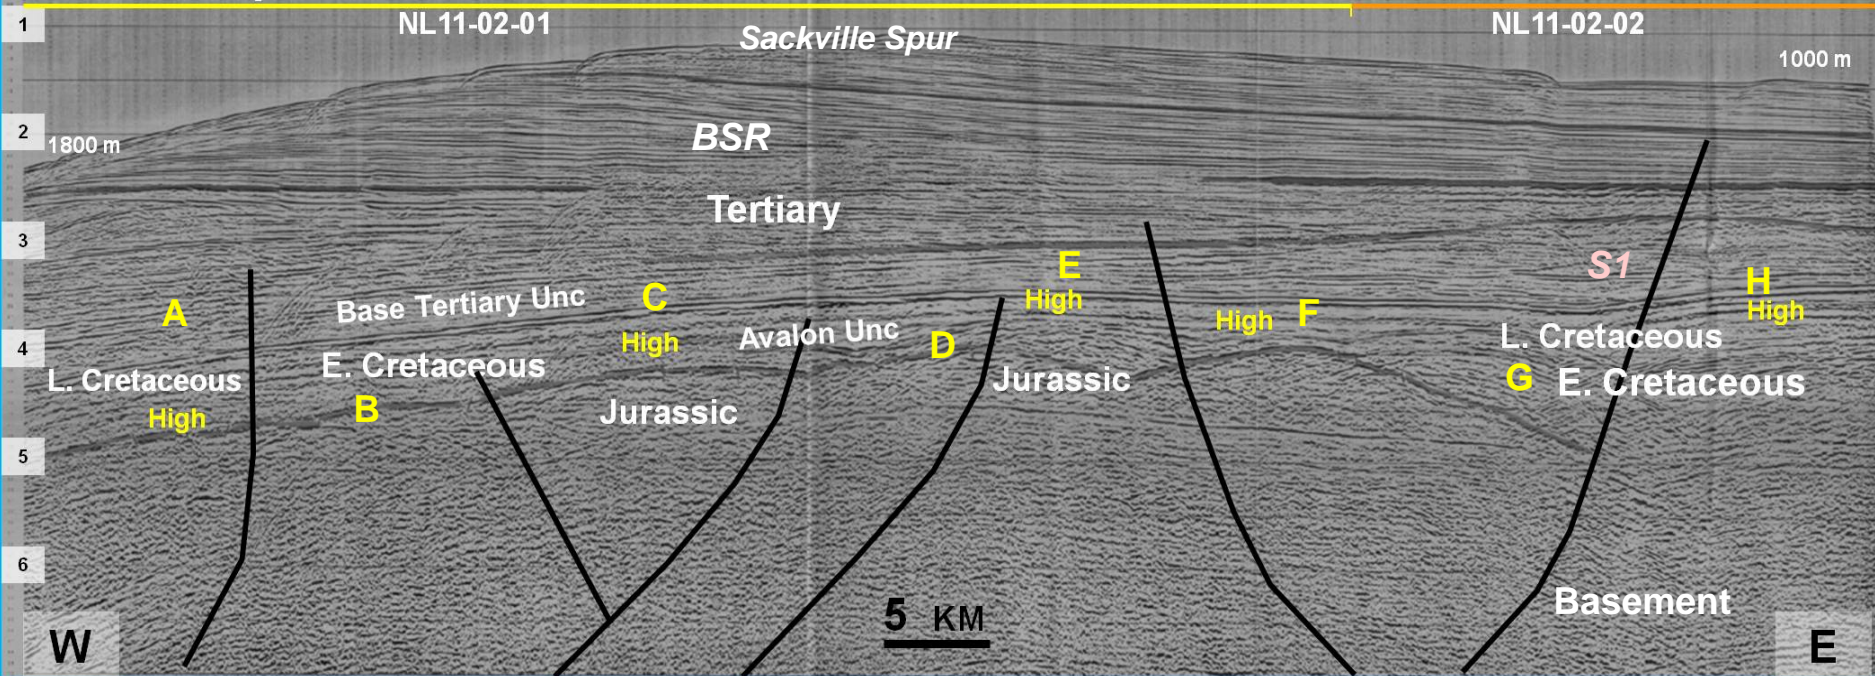 1
NL11-02-01
Sackville Spur
NL11-02-02
1000 m
2
1800 m
BSR
Tertiary
3
E
S1
High
H
High
A
Base Tertiary Unc
C
High F
4
High
Avalon Unc
D
L. Cretaceous
E. Cretaceous
L. Cretaceous
Jurassic
G E. Cretaceous
High
B
Jurassic
5
6
Basement
5 KM
W
E